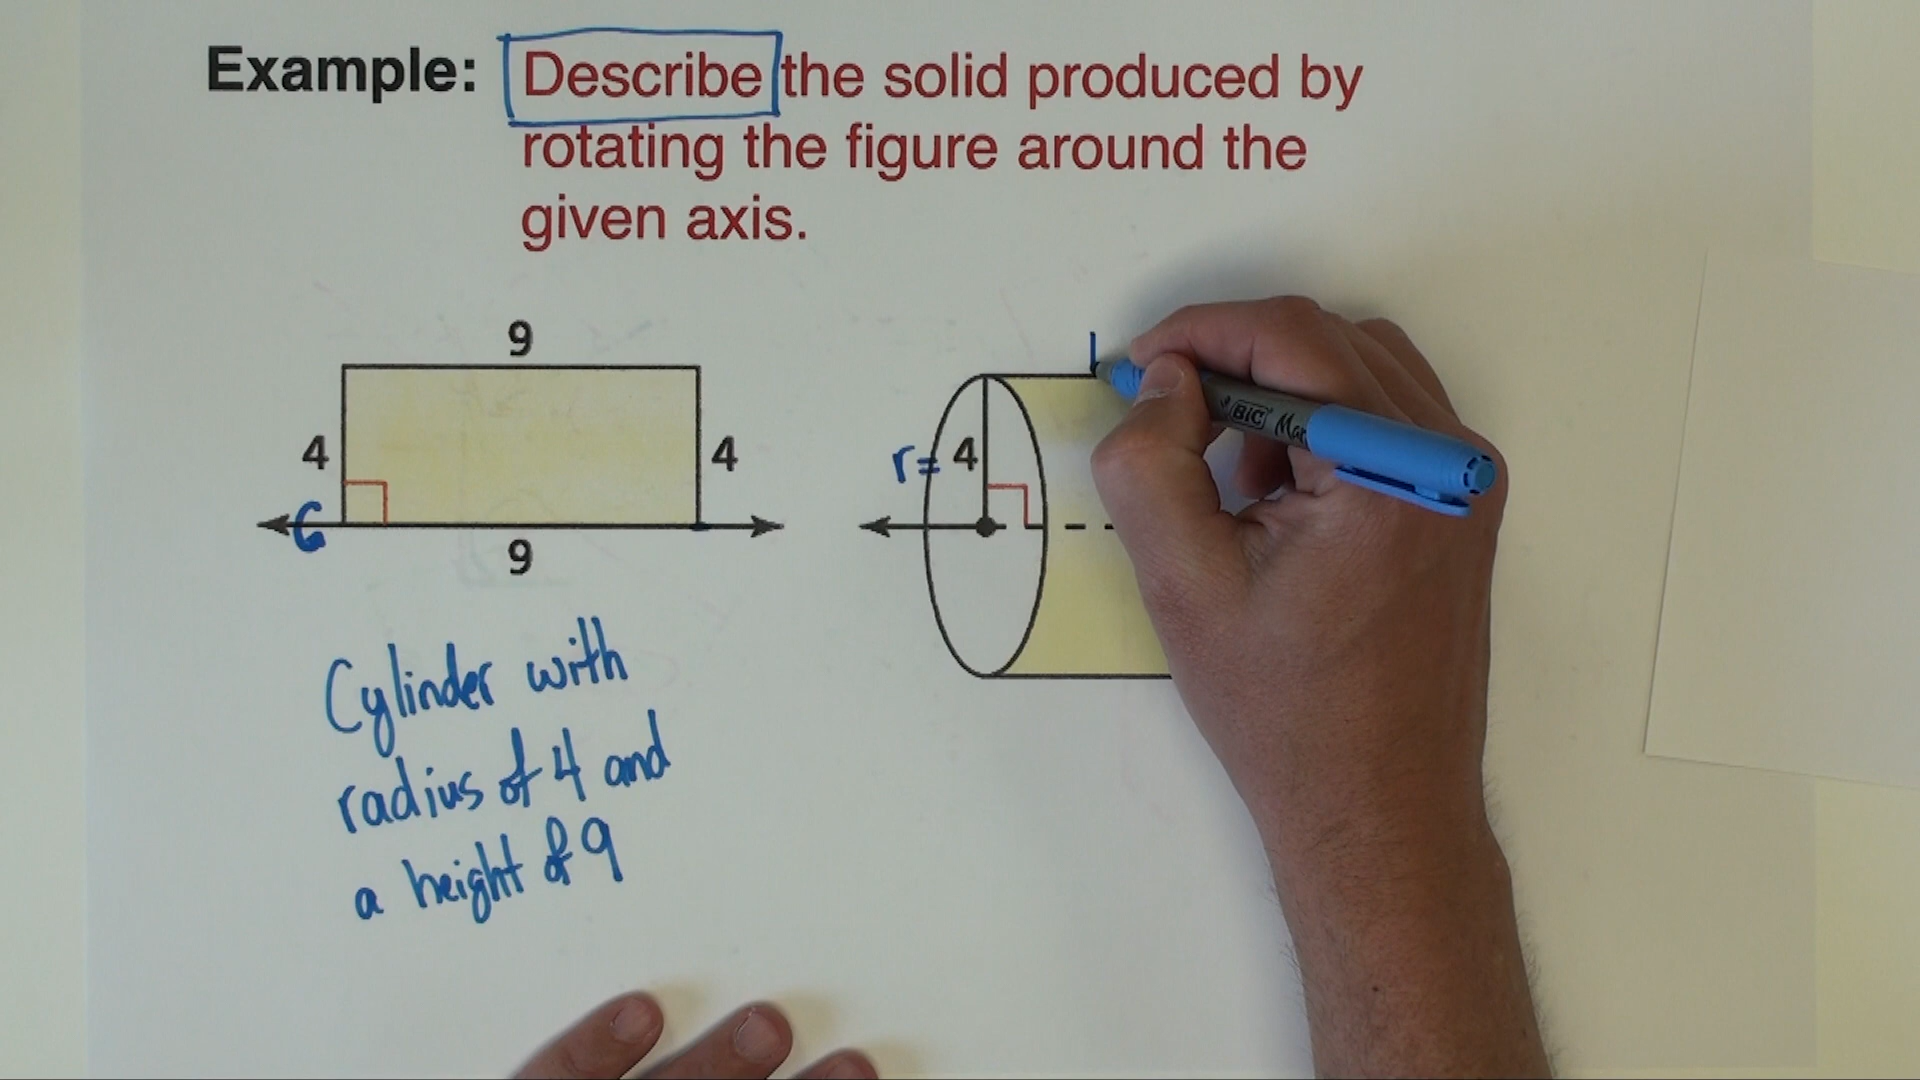 Example: Describe the solid produced by
rotating the figure around the
given axis.
9
4
4
9
r= 4
Cylinder with
radius of 4 and
a height of 9
BIC